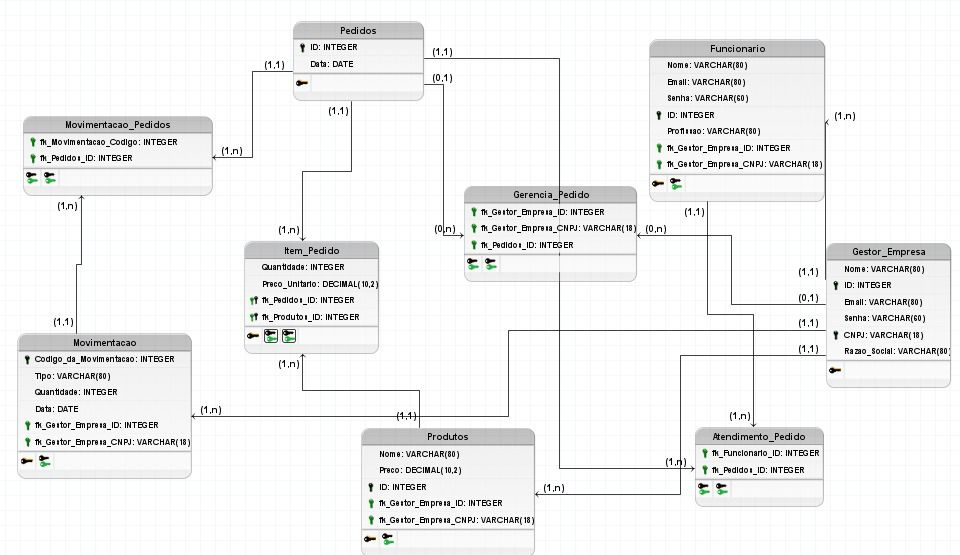 Pedidos
ID: INTEGER
Data: DATE
(1,1)
(1,1)
(0,1)
(1,1)
Funcionario
Nome: VARCHAR(80)
Email: VARCHAR(80)
Senha: VARCHAR(60)
ID: INTEGER
Profissao: VARCHAR(80)
fk_Gestor_Empresa_ID: INTEGER
fk_Gestor_Empresa_CNPJ: VARCHAR(18)
(1,n)
(1,1)
Movimentacao_Pedidos
fk_Movimentacao_Codigo: INTEGER
fk_Pedidos_ID: INTEGER
(1,n)
(1,n)
Gerencia_Pedido
fk_Gestor_Empresa_ID: INTEGER
fk_Gestor_Empresa_CNPJ: VARCHAR(18)
fk_Pedidos_ID: INTEGER
(0,n)
(0,n)
Item_Pedido
Quantidade: INTEGER
Preco_Unitario: DECIMAL(10,2)
fk_Pedidos_ID: INTEGER
fk_Produtos_ID: INTEGER
(1,n)
(1,n)
Gestor_Empresa
Nome: VARCHAR(80)
ID: INTEGER
Email: VARCHAR(80)
Senha: VARCHAR(60)
CNPJ: VARCHAR(18)
Razao_Social: VARCHAR(80)
(1,1)
(0,1)
(1,1)
(1,1)
(1,1)
Movimentacao
Codigo_da_Movimentacao: INTEGER
Tipo: VARCHAR(80)
Quantidade: INTEGER
Data: DATE
fk_Gestor_Empresa_ID: INTEGER
fk_Gestor_Empresa_CNPJ: VARCHAR(18)
(1,n)
(1,1)
Produtos
Nome: VARCHAR(80)
Preco: DECIMAL(10,2)
ID: INTEGER
fk_Gestor_Empresa_ID: INTEGER
fk_Gestor_Empresa_CNPJ: VARCHAR(18)
(1,n)
(1,n)
(1,n)
Atendimento_Pedido
fk_Funcionario_ID: INTEGER
fk_Pedidos_ID: INTEGER